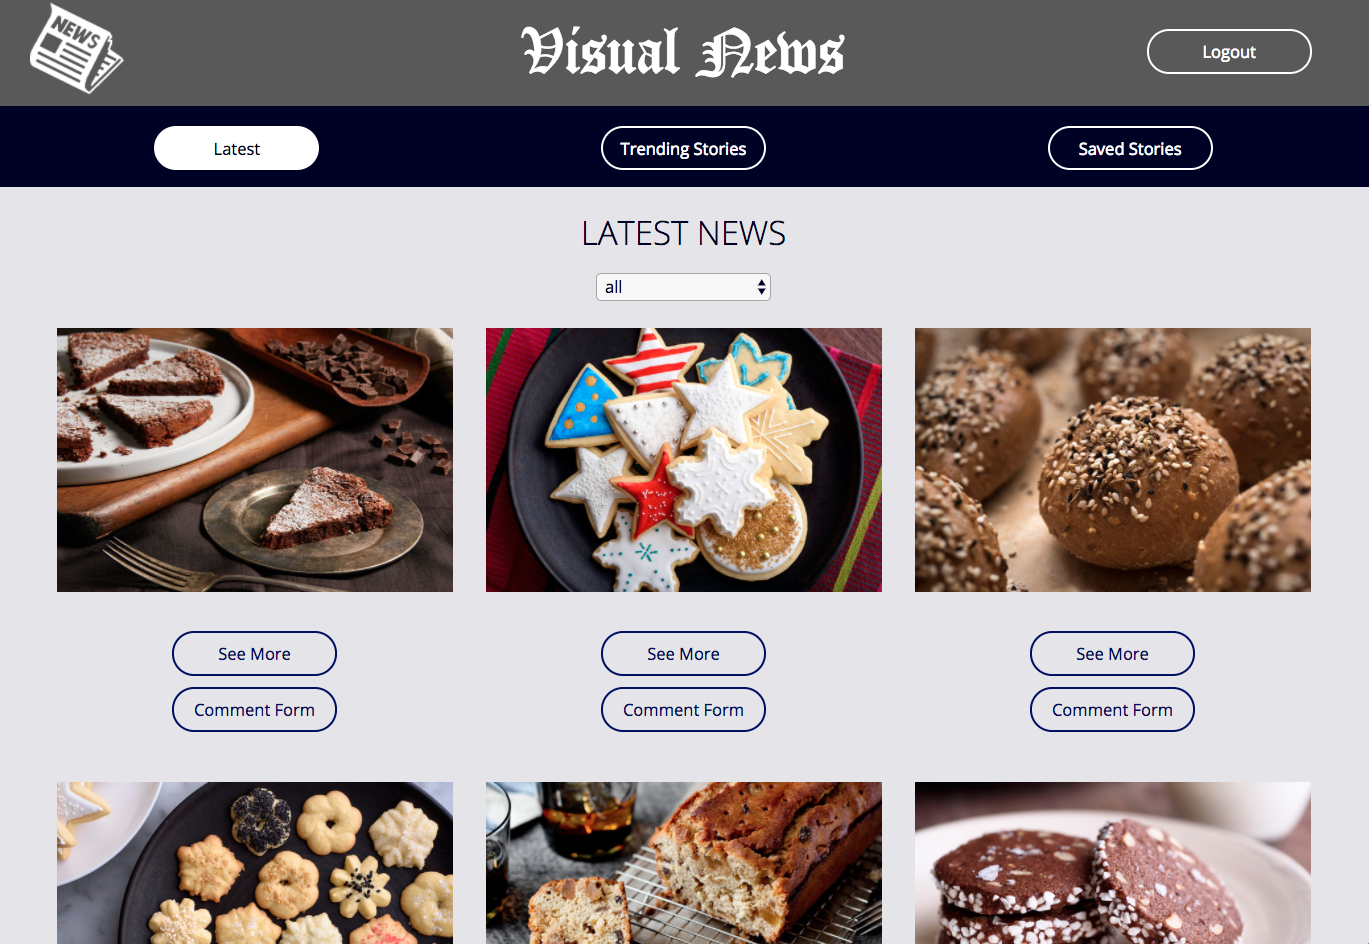 NEWS
Visual News
Logout
Latest
Trending Stories
Saved Stories
LATEST NEWS
all
See More
See More
See More
Comment Form
Comment Form
Comment Form